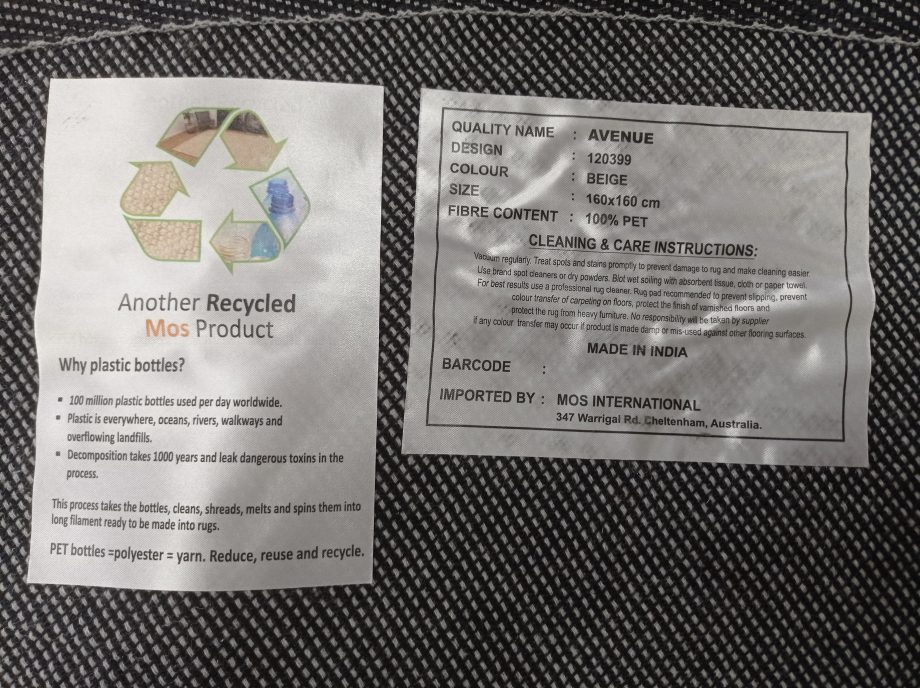 Another Recycled
Mos Product
Why plastic bottles?
▪ 100 million plastic bottles used per day worldwide.
▪ Plastic is everywhere, oceans, rivers, walkways and
overflowing landfills.
▪ Decomposition takes 1000 years and leak dangerous toxins in the
process.
This process takes the bottles, cleans, shreads, melts and spins them into
long filament ready to be made into rugs.
PET bottles =polyester = yarn. Reduce, reuse and recycle.
QUALITY NAME : AVENUE
DESIGN : 120399
COLOUR : BEIGE
SIZE : 160x160 cm
FIBRE CONTENT : 100% PET
CLEANING & CARE INSTRUCTIONS:
Vacuum regularly. Treat spots and stains promptly to prevent damage to rug and make cleaning easier.
Use brand spot cleaners or dry powders. Blot wet soiling with absorbent tissue, cloth or paper towel.
For best results use a professional rug cleaner. Rug pad recommended to prevent slipping, prevent
colour transfer of carpeting on floors, protect the finish of varnished floors and
protect the rug from heavy furniture. No responsibility will be taken by supplier
if any colour transfer may occur if product is made damp or mis-used against other flooring surfaces.
MADE IN INDIA
BARCODE :
IMPORTED BY : MOS INTERNATIONAL
347 Warrigal Rd. Cheltenham, Australia.